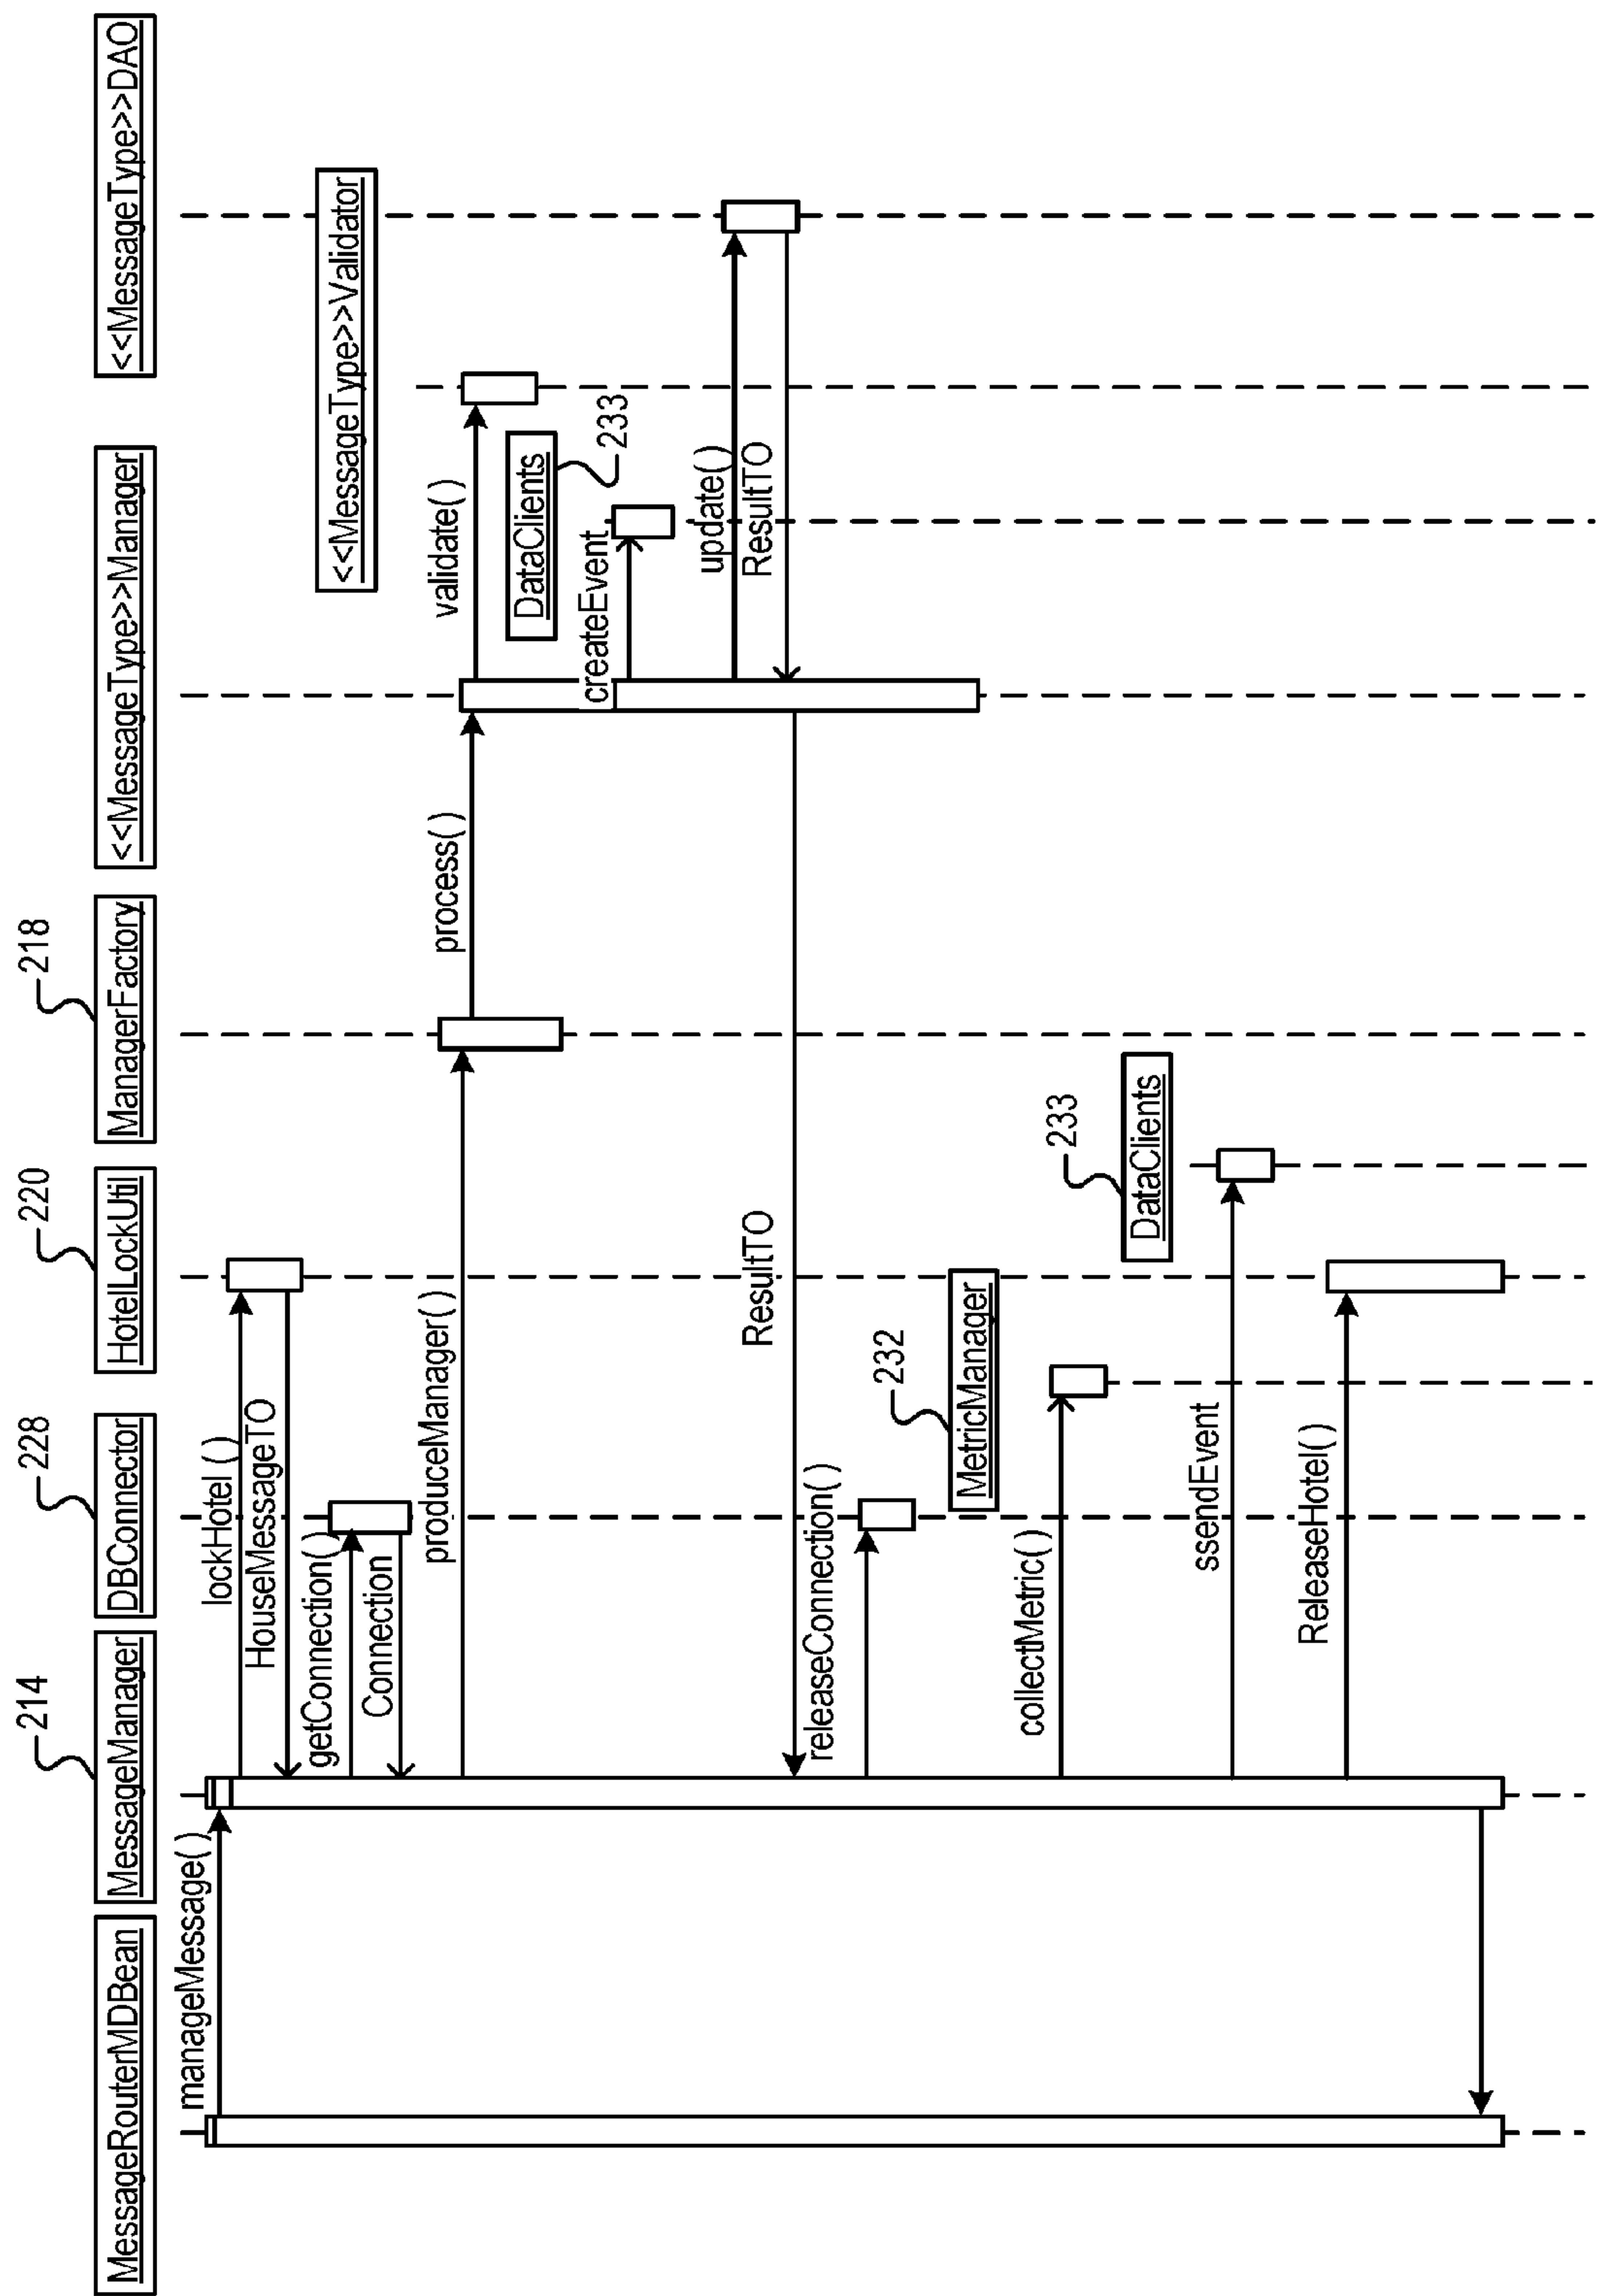 214
228
220
218
MessageRouterMDBean
MessageManager
DBConnector
HotelLockUtil
ManagerFactory
<<MessageType>>Manager
<<MessageType>>DAO
<<MessageType>>Validator
manageMessage( )
lockHotel ( )
HouseMessageTO
getConnection( )
Connection
produceManager( )
process( )
validate( )
DataClients
233
createEvent
update( )
ResultTO
ResultTO
releaseConnection( )
232
MetricManager
collectMetric( )
233
DataClients
ssendEvent
ReleaseHotel( )